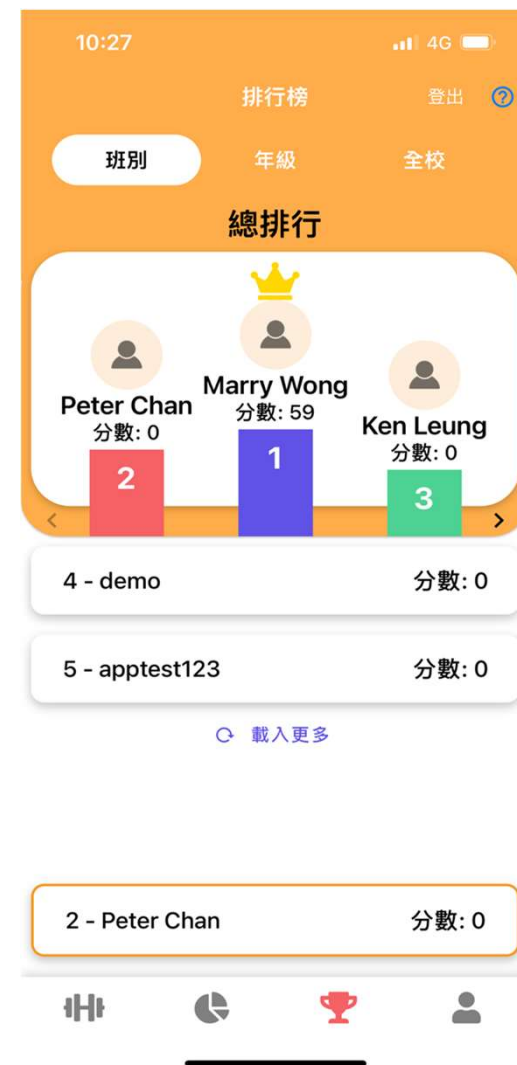 10:27 4G
排行榜 登出 ?
班別 年級 全校
總排行
Marry Wong
分數: 59
1
Peter Chan
分數: 0
2
Ken Leung
分數: 0
3
4 - demo 分數: 0
5 - apptest123 分數: 0
載入更多
2 - Peter Chan 分數: 0